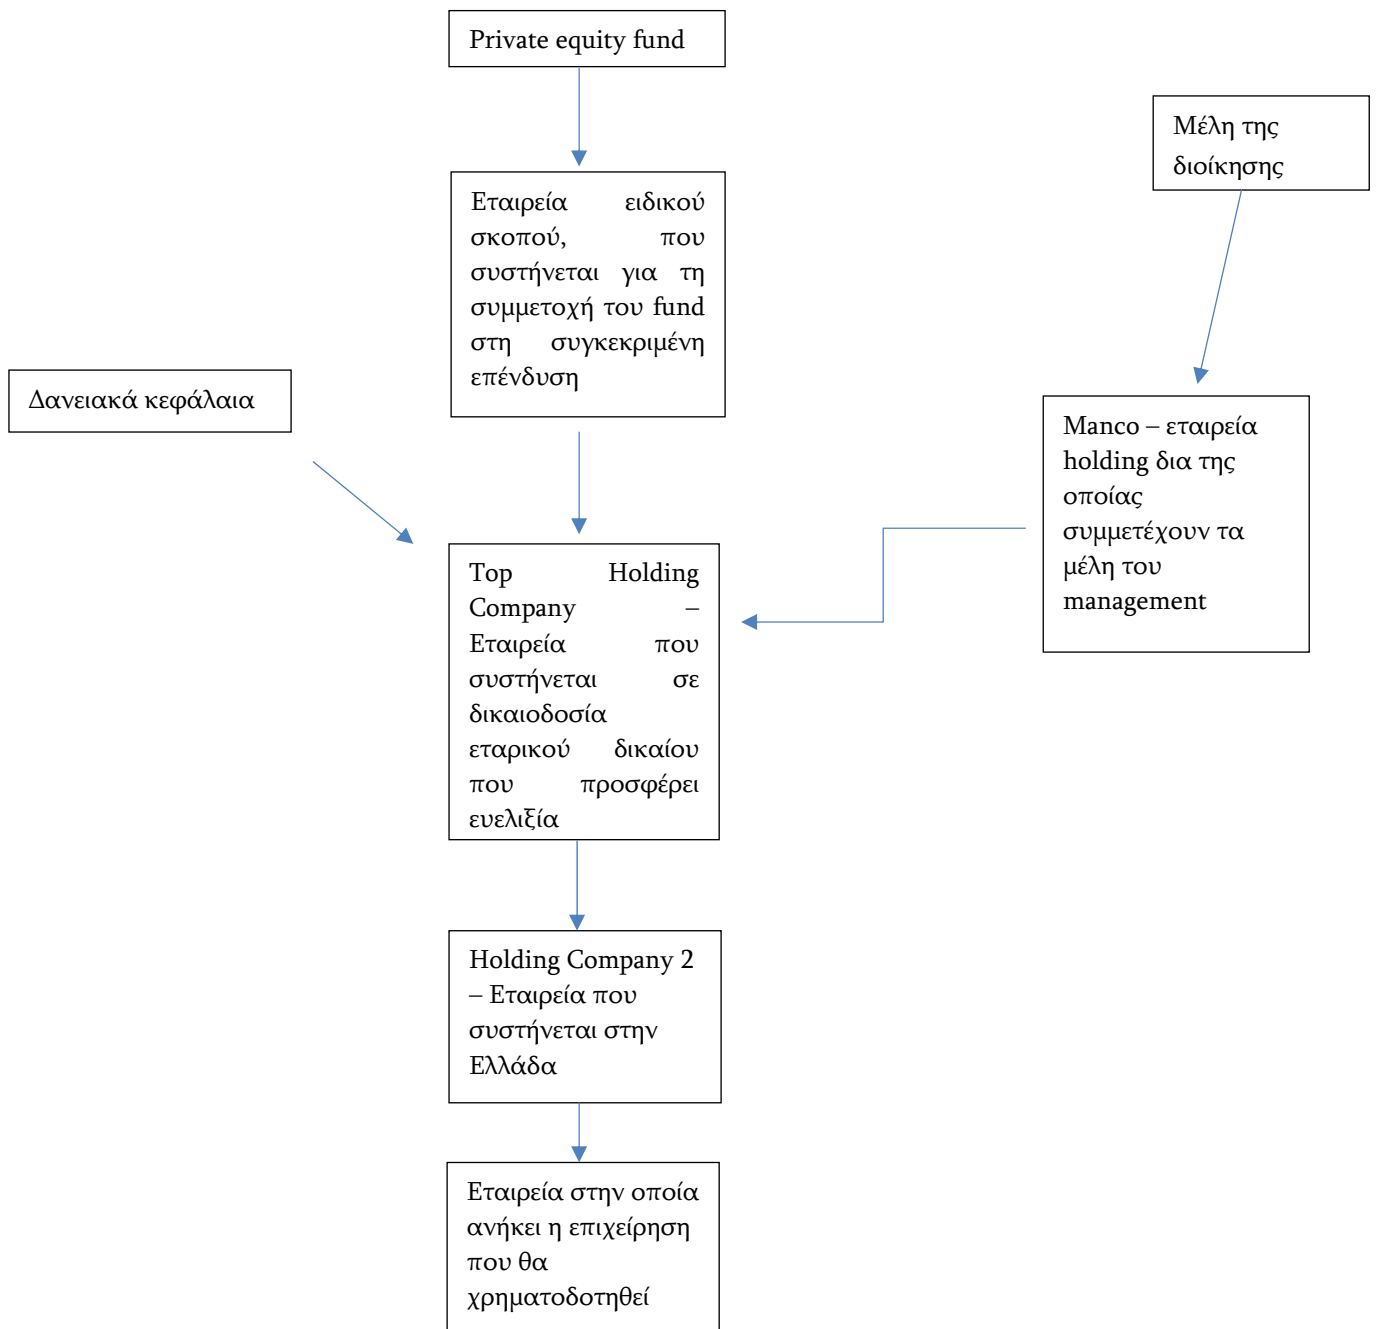 Private equity fund
Μέλη της
διοίκησης
Εταιρεία ειδικού
σκοπού, που
συστήνεται για τη
συμμετοχή του fund
στη συγκεκριμένη
επένδυση
Δανειακά κεφάλαια
Manco – εταιρεία
holding δια της
οποίας
συμμετέχουν τα
μέλη του
management
Top Holding
Company –
Εταιρεία που
συστήνεται σε
δικαιοδοσία
εταρικού δικαίου
που προσφέρει
ευελιξία
Holding Company 2
– Εταιρεία που
συστήνεται στην
Ελλάδα
Εταιρεία στην οποία
ανήκει η επιχείρηση
που θα
χρηματοδοτηθεί